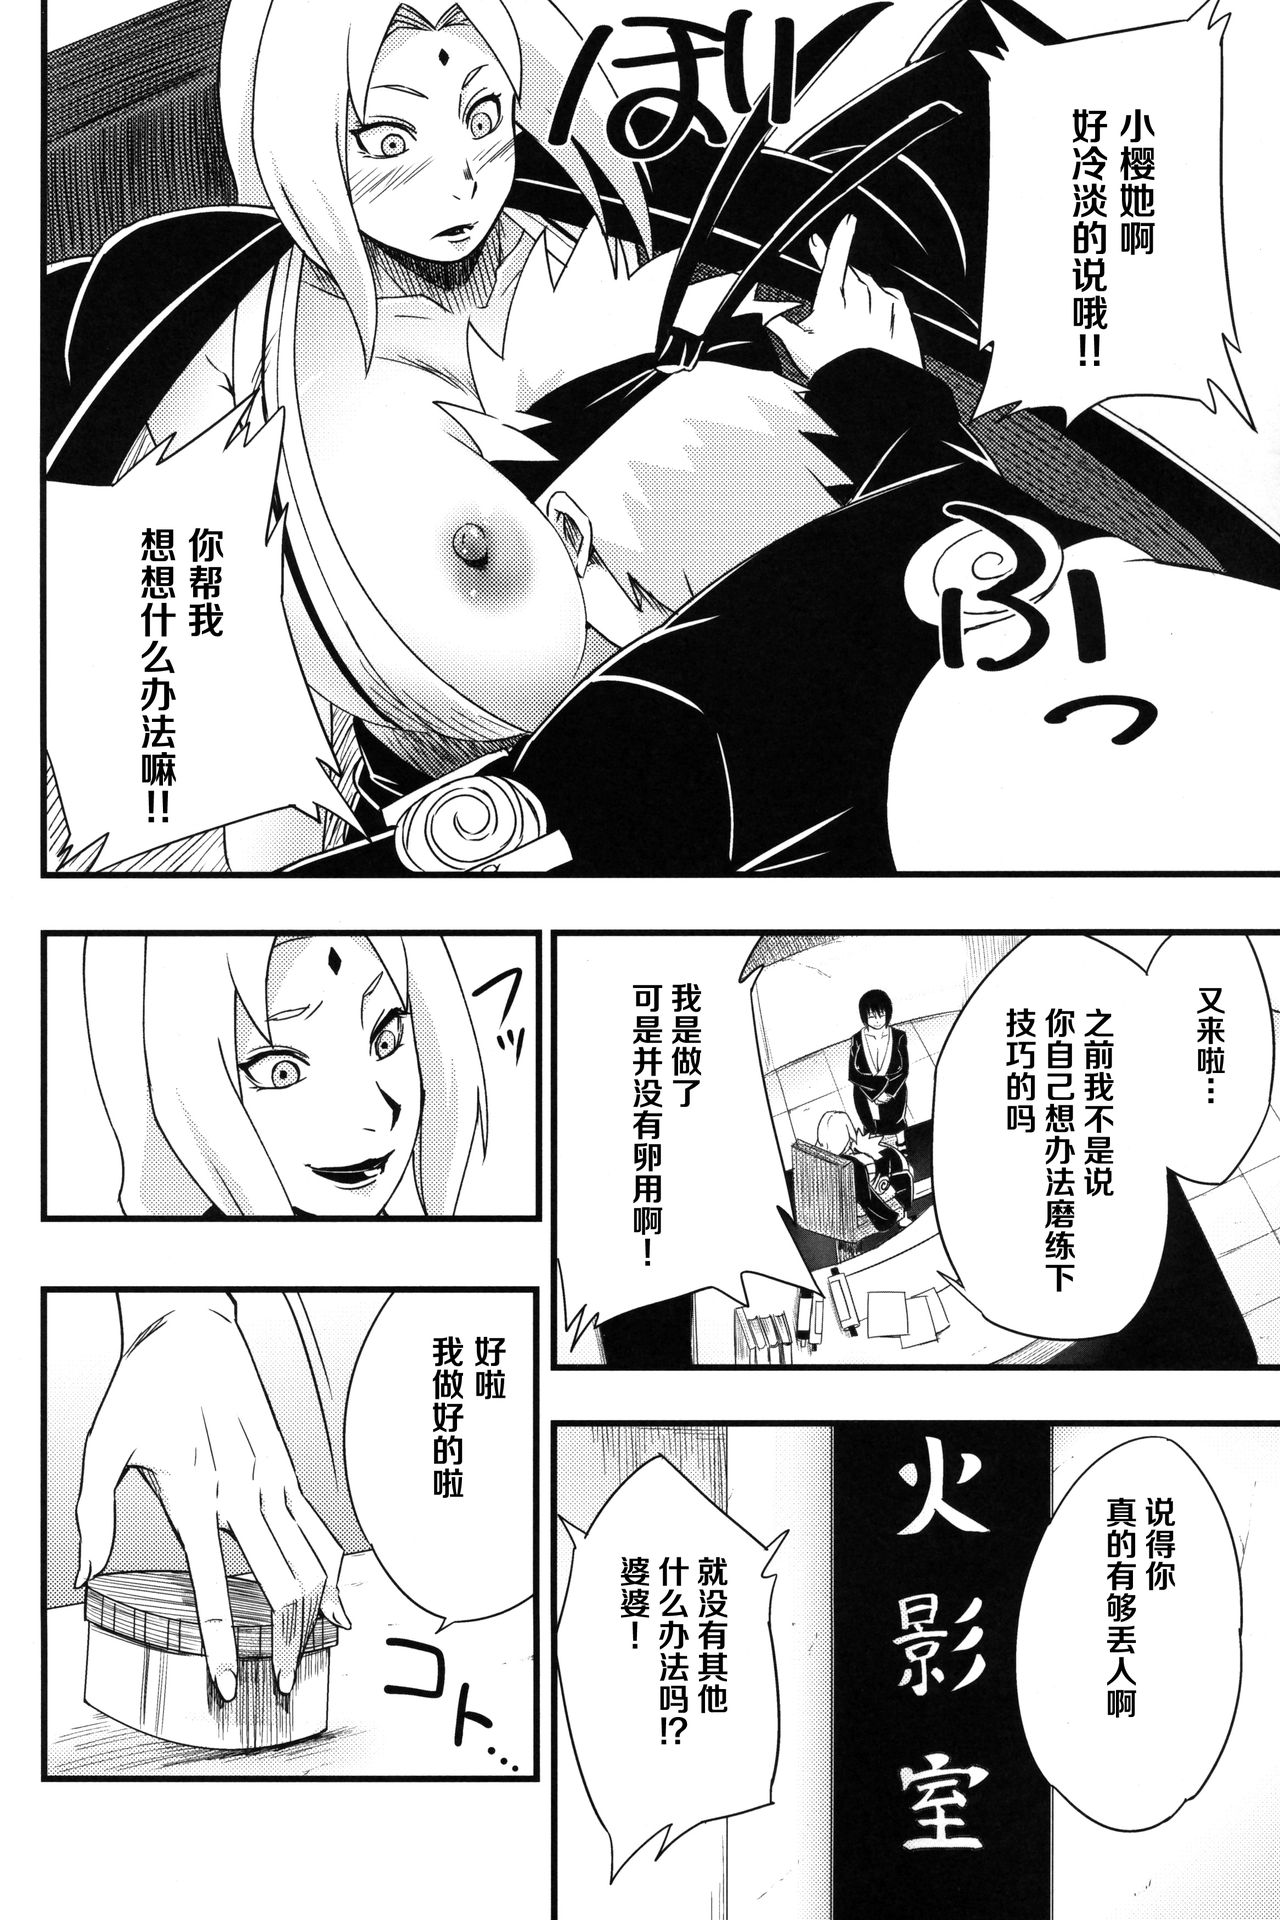 小樱她啊
好冷淡的说哦!!
ぽり
ふ
っ
你帮我
想想什么办法嘛!!
又来啦…
之前我不是说
你自己想办法磨练下
技巧的吗
我是做了
可是并没有卵用啊！
フッ
说得你
真的有够丢人啊
火影室
就没有其他
什么办法吗!?
婆婆！
好啦
我做好的啦
コト…